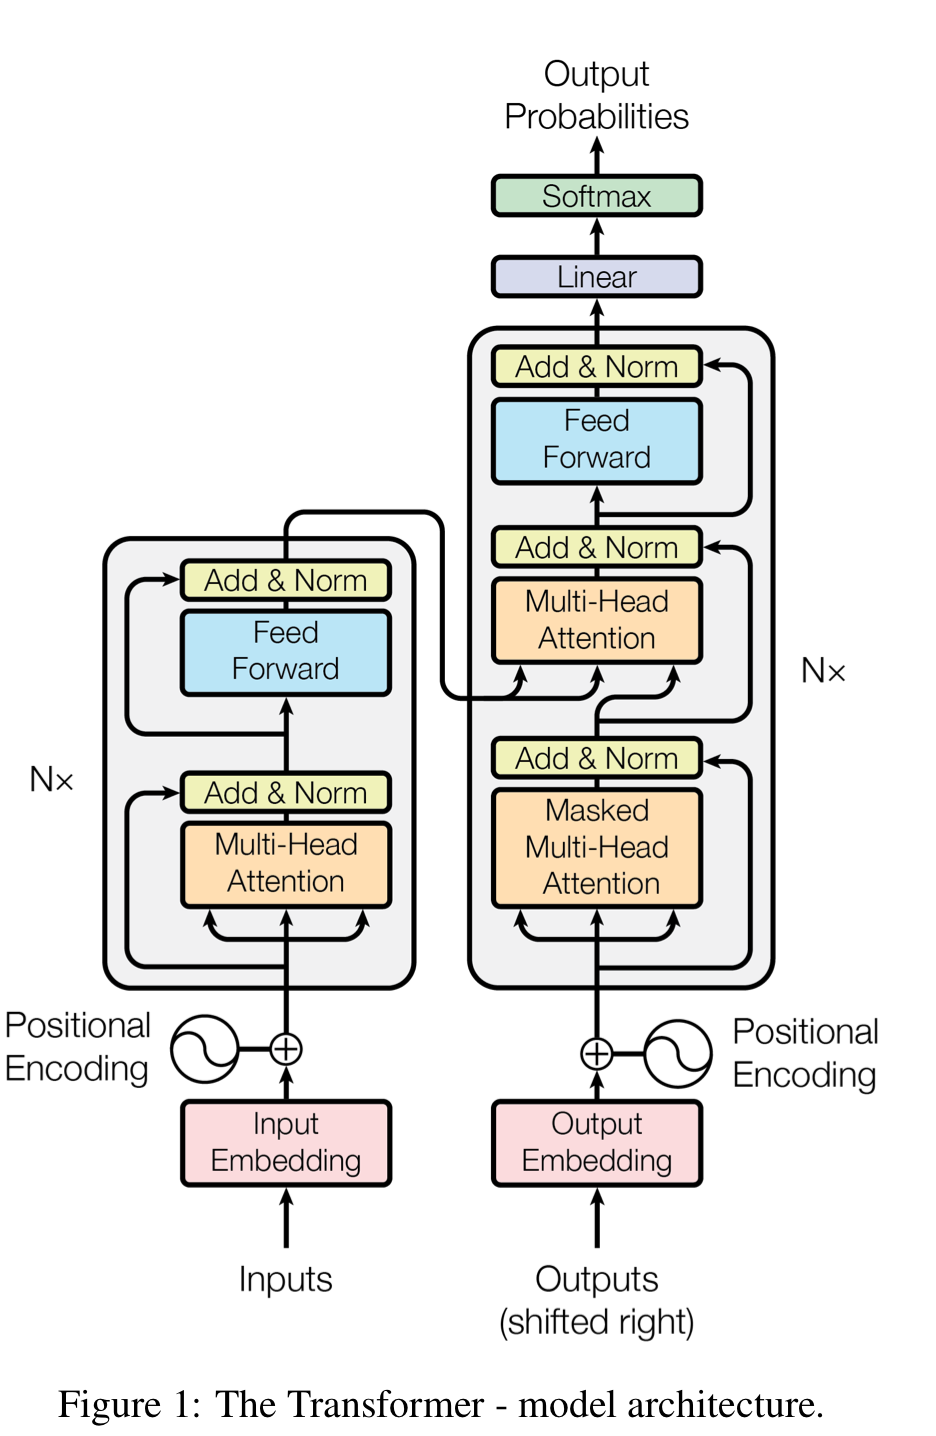 Output
Probabilities
Softmax
Linear
Add & Norm
Feed
Forward
Add & Norm
Multi-Head
Attention
Add & Norm
Masked
Multi-Head
Attention
Nx
Positional
Encoding
Output
Embedding
Outputs
(shifted right)
Add & Norm
Feed
Forward
Add & Norm
Multi-Head
Attention
Nx
Positional
Encoding
Input
Embedding
Inputs
Figure 1: The Transformer - model architecture.